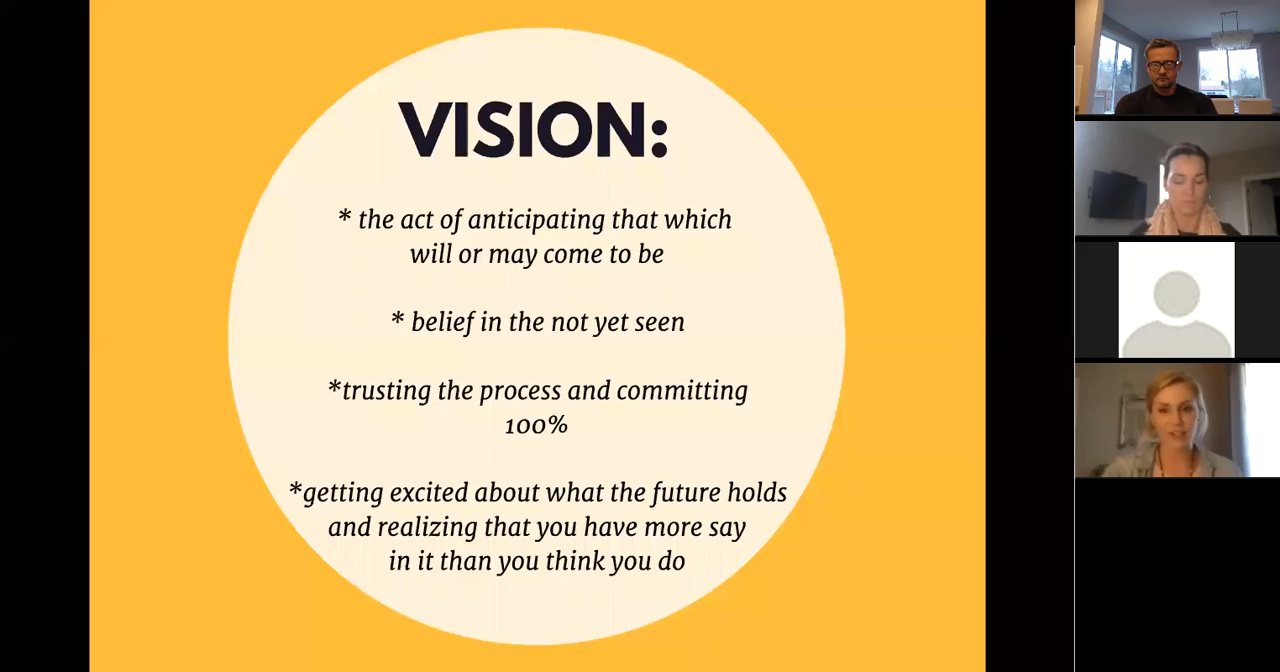 VISION:
* the act of anticipating that which
will or may come to be
* belief in the not yet seen
*trusting the process and committing
100%
*getting excited about what the future holds
and realizing that you have more say
in it than you think you do